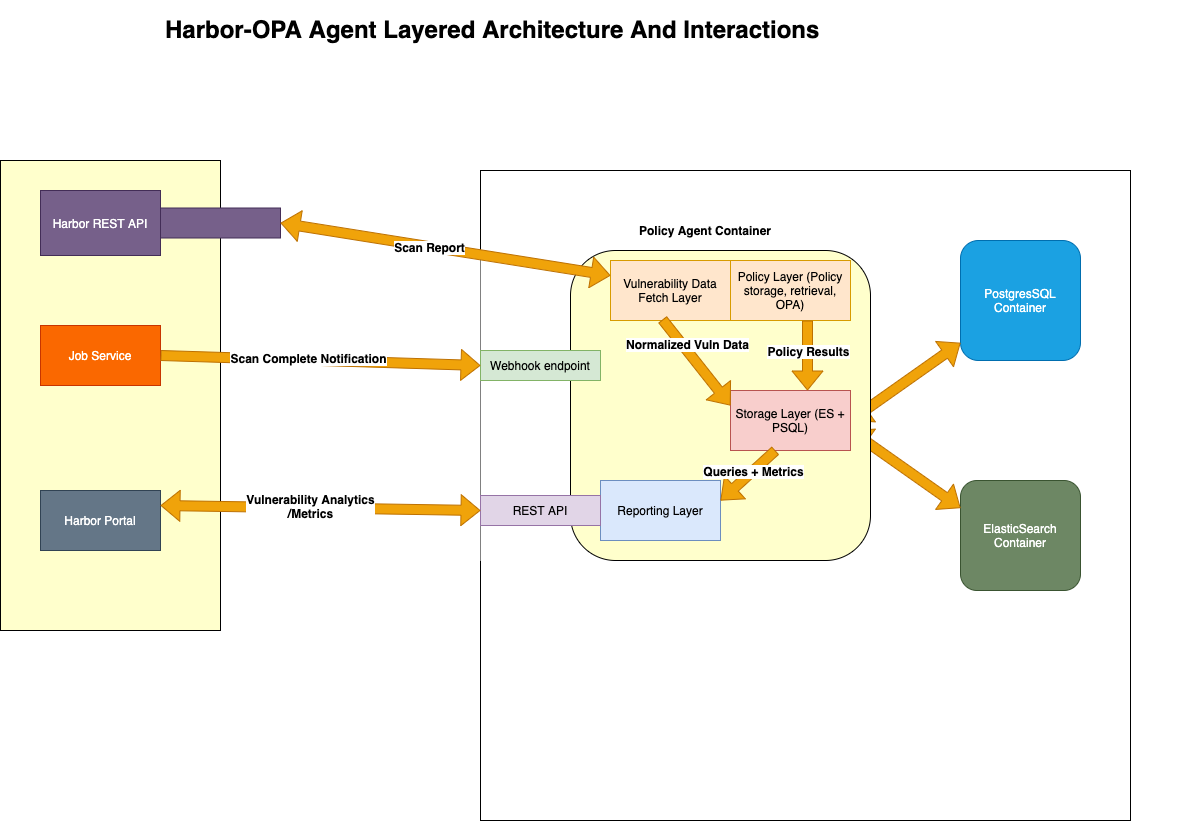 Harbor-OPA Agent Layered Architecture And Interactions
Harbor REST API
Scan Report
Job Service
Scan Complete Notification
Harbor Portal
Vulnerability Analytics
/Metrics
Policy Agent Container
Vulnerability Data
Fetch Layer
Policy Layer (Policy
storage, retrieval,
OPA)
Normalized Vuln Data
Policy Results
Webhook endpoint
Storage Layer (ES +
PSQL)
Queries + Metrics
REST API
Reporting Layer
PostgresSQL
Container
ElasticSearch
Container